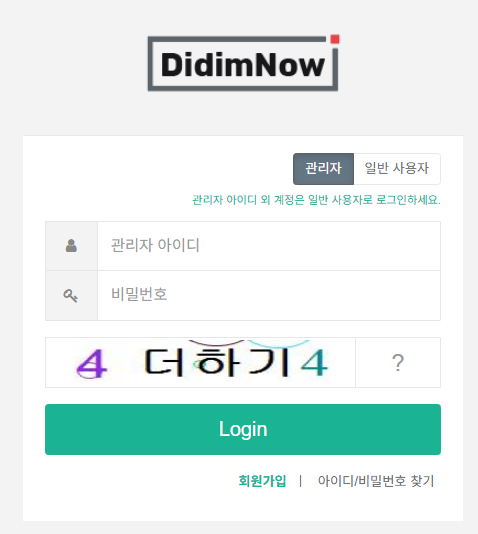 DidimNow
관리자 일반 사용자
관리자 아이디 외 계정은 일반 사용자로 로그인하세요.
관리자 아이디
비밀번호
4 더하기 4 ?
Login
회원가입 | 아이디/비밀번호 찾기